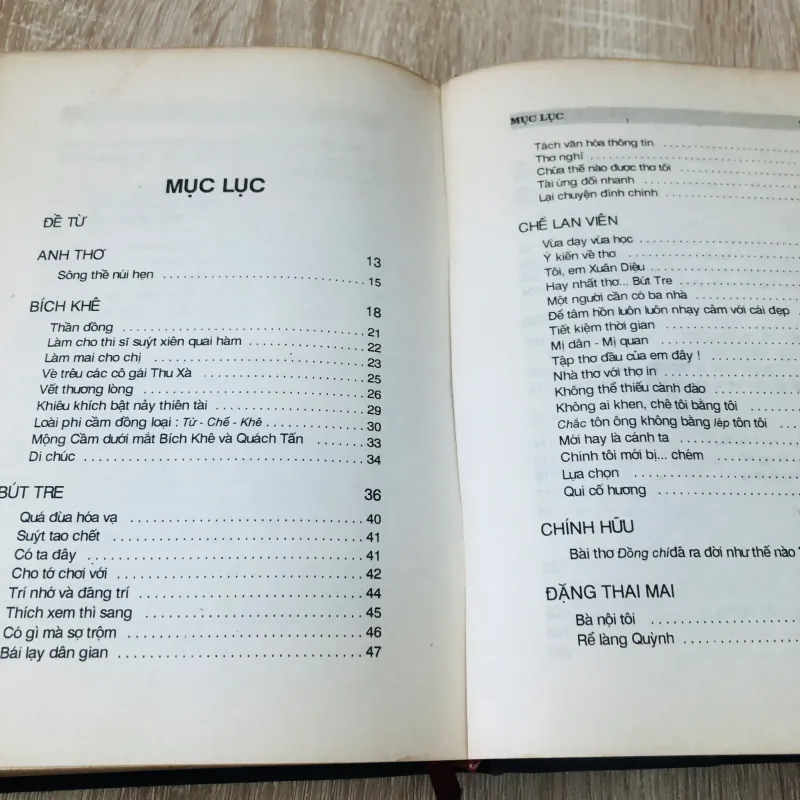 MỤC LỤC
ĐỀ TỪ
ANH THƠ 13
Sông thề núi hẹn 15
BÍCH KHÊ 18
Thần đồng 21
Làm cho thi sĩ suýt xiên quai hàm 22
Làm mai cho chị 23
Vè trêu các cô gái Thu Xà 25
Vết thương lòng 26
Khiêu khích bật nảy thiên tài 29
Loài phi cầm đồng loại : Từ - Chế - Khê 30
Mộng Cầm dưới mắt Bích Khê và Quách Tấn 33
Di chúc 34
BÚT TRE 36
Quá đùa hóa vạ 40
Suýt tao chết 41
Có ta đây 41
Cho tớ chơi với 42
Trí nhớ và đãng trí 44
Thích xem thì sang 45
Có gì mà sợ trộm 46
Bái lạy dân gian 47
MỤC LỤC
Tách văn hóa thông tin
Thơ nghỉ
Chứa thế nào được thơ tôi
Tài ứng đối nhanh
Lại chuyện đính chính
CHẾ LAN VIÊN
Vừa dạy vừa học
Ý kiến về thơ
Tôi, em Xuân Diệu
Hay nhất thơ... Bút Tre
Một người cần có ba nhà
Để tâm hồn luôn luôn nhạy cảm với cái đẹp
Tiết kiệm thời gian
Mị dân - Mị quan
Tập thơ đầu của em đây !
Nhà thơ với thợ in
Không thể thiếu cành đào
Không ai khen, chê tôi bằng tôi
Chắc tôn ông không bằng lép tôn tôi
Mới hay là cánh ta
Chính tôi mới bị... chém
Lựa chọn
Qui cố hương
CHÍNH HỮU
Bài thơ Đồng chí đã ra đời như thế nào ?
ĐẶNG THAI MAI
Bà nội tôi
Rể làng Quỳnh